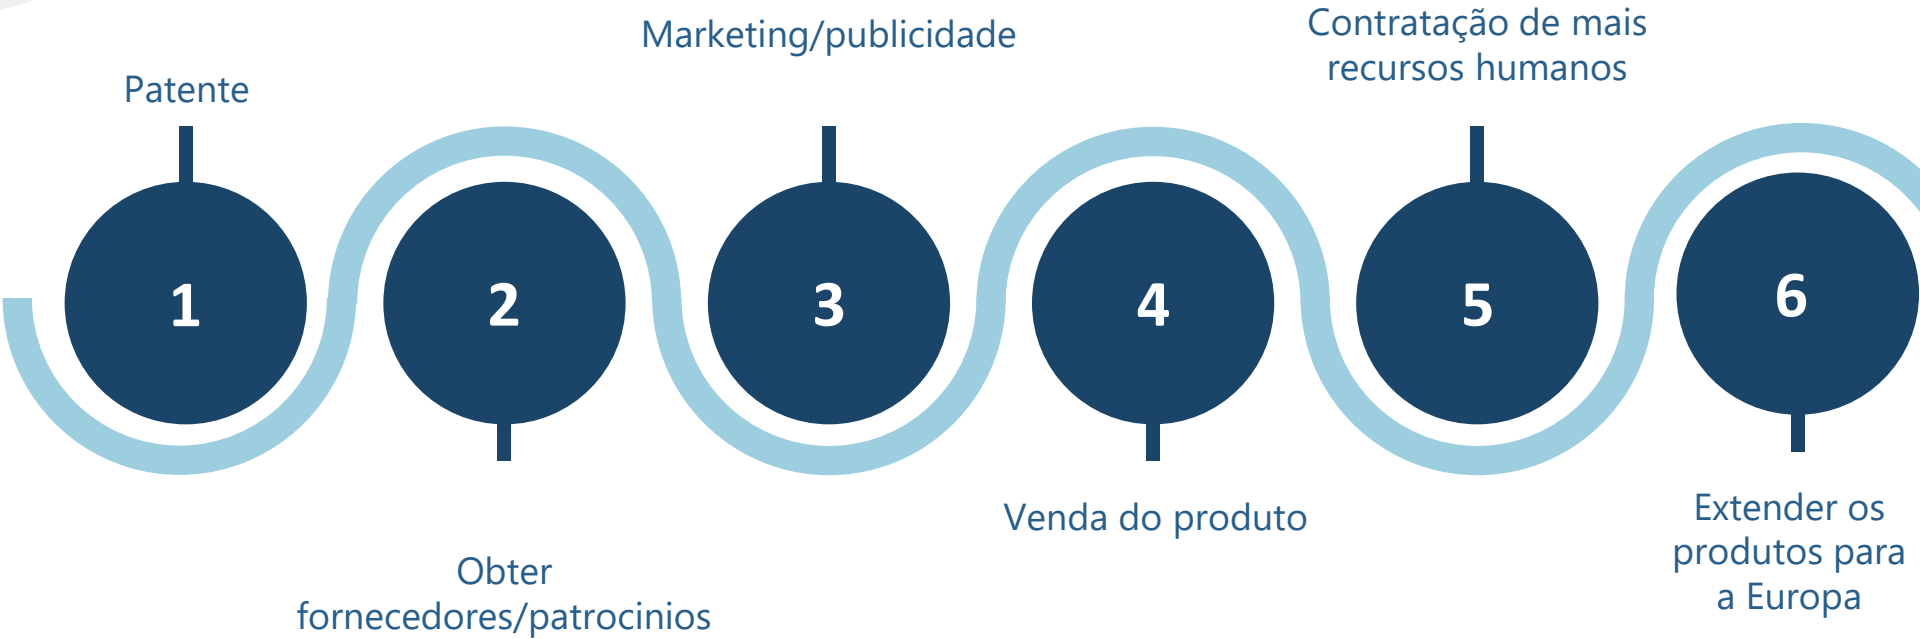 Patente
1
Obter
fornecedores/patrocinios
2
Marketing/publicidade
3
Venda do produto
4
Contratação de mais
recursos humanos
5
Extender os
produtos para
a Europa
6